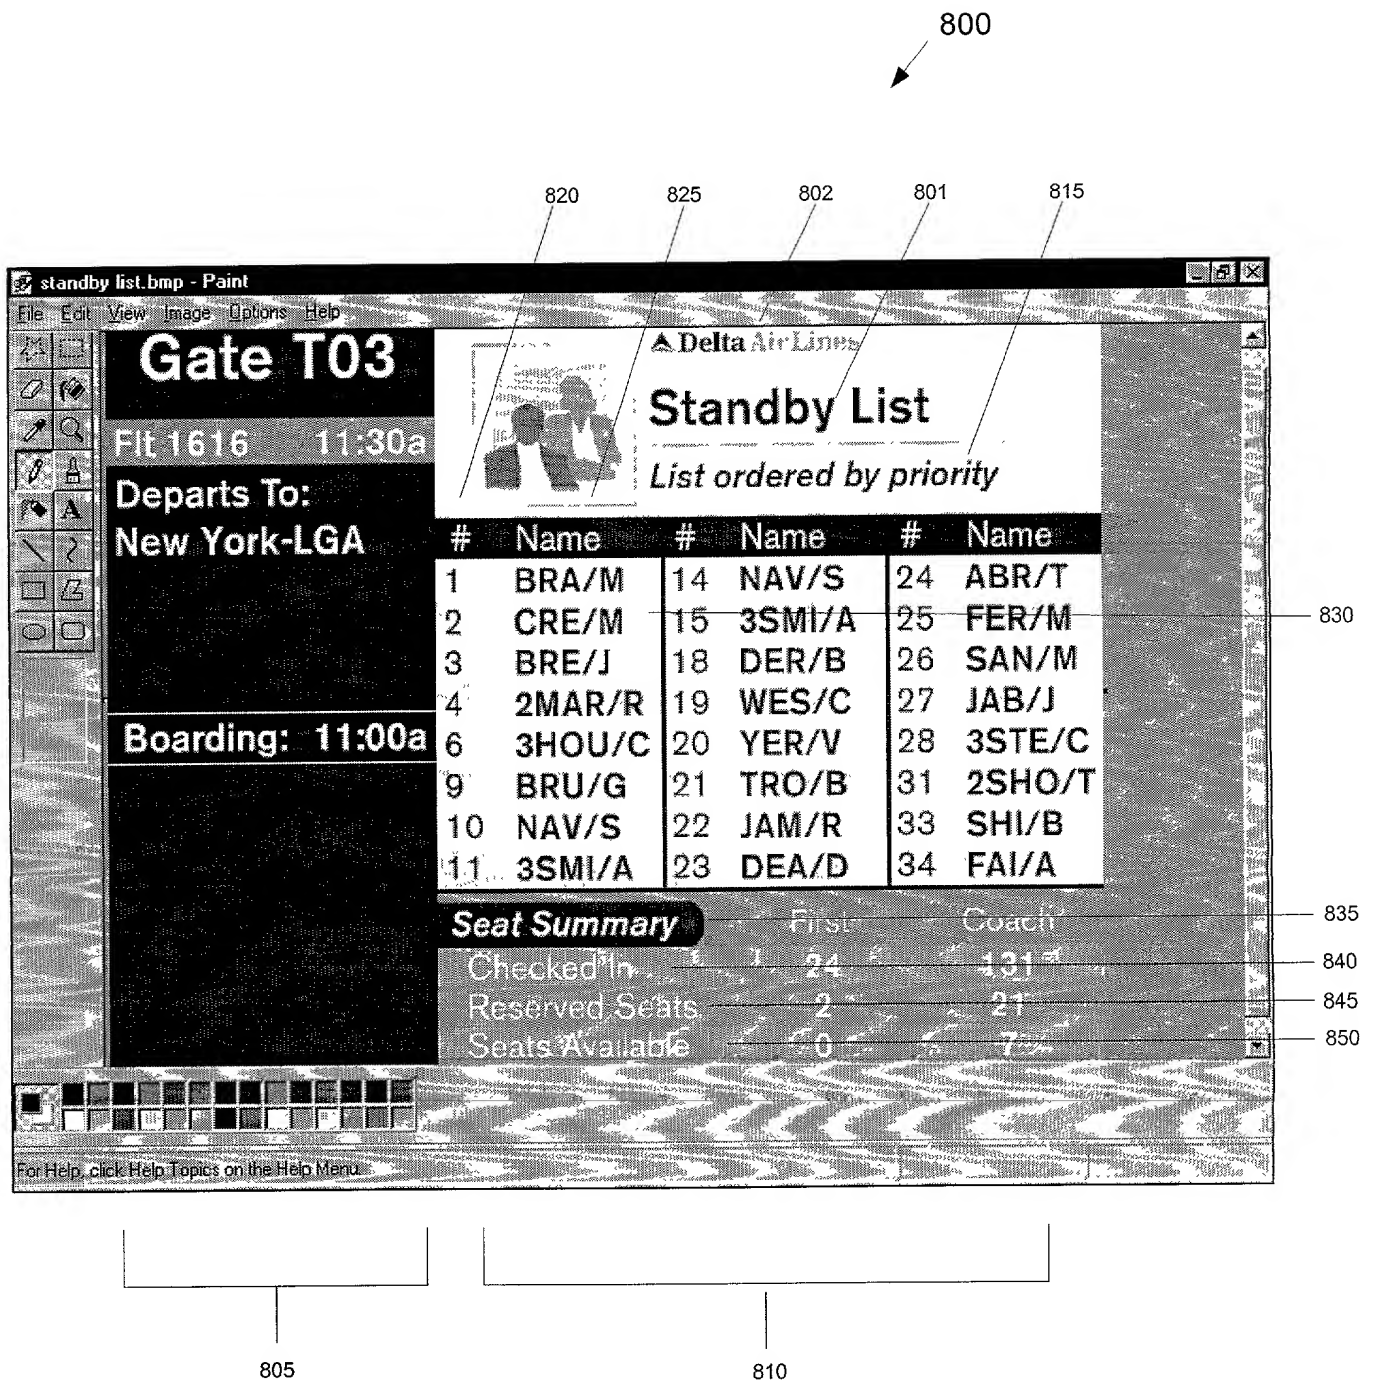 800
820 825 802 801 815
standby list.bmp - Paint
File Edit View Image Options Help
Gate T03
Flt 1616 11:30a
Departs To:
New York-LGA
Boarding: 11:00a
Delta Air Lines
Standby List
List ordered by priority
# Name # Name # Name
1 BRA/M 14 NAV/S 24 ABR/T
2 CRE/M 15 3SMI/A 25 FER/M
830
3 BRE/J 18 DER/B 26 SAN/M
4 2MAR/R 19 WES/C 27 JAB/J
6 3HOU/C 20 YER/V 28 3STE/C
9 BRU/G 21 TRO/B 31 2SHO/T
10 NAV/S 22 JAM/R 33 SHI/B
11 3SMI/A 23 DEA/D 34 FAI/A
Seat Summary First Coach
835
Checked In 24 131
840
Reserved Seats 2 21
845
Seats Available 0 7
850
A
For Help, click Help Topics on the Help Menu.
805 810